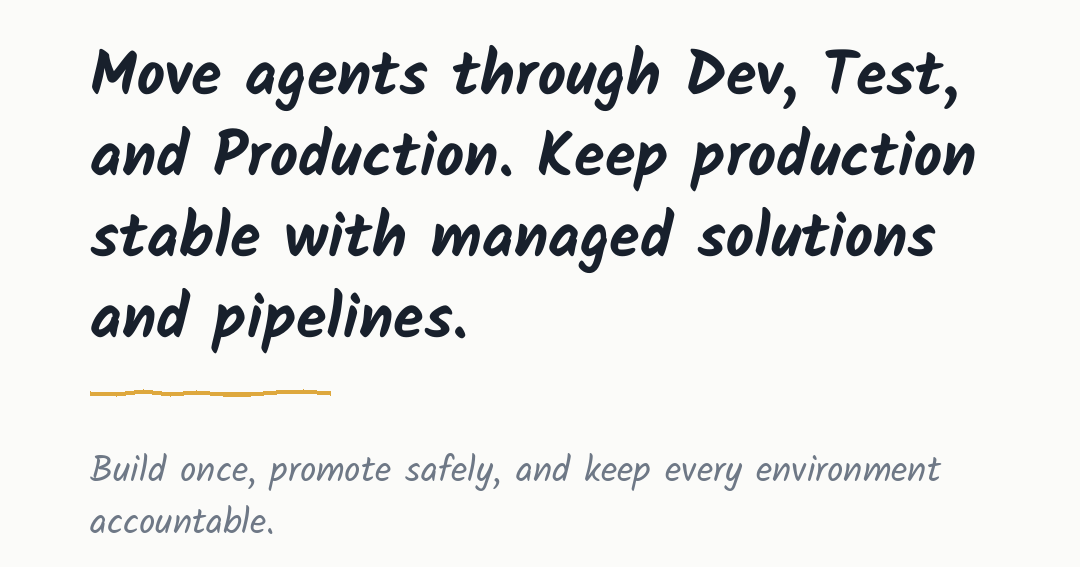 Move agents through Dev, Test,
and Production. Keep production
stable with managed solutions
and pipelines.
Build once, promote safely, and keep every environment
accountable.